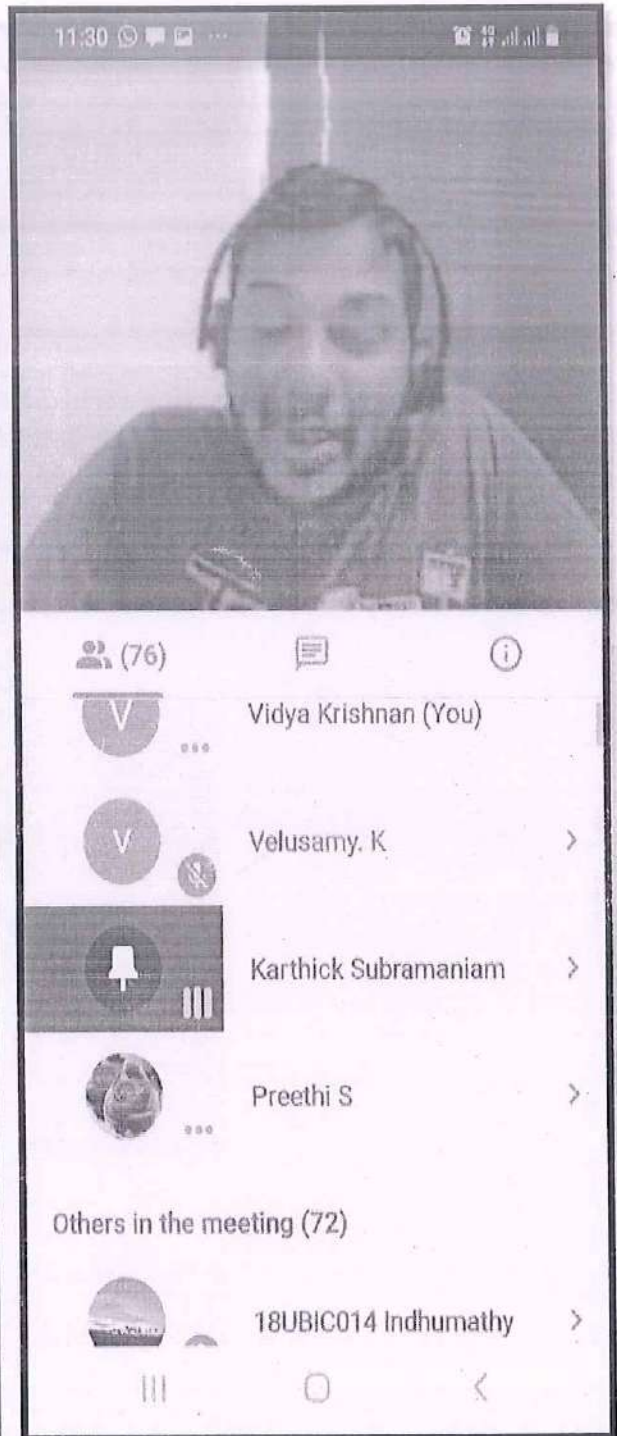 11:30
(76)
Vidya Krishnan (You)
V
Velusamy. K
V
Karthick Subramaniam
Preethi S
Others in the meeting (72)
18UBIC014 Indhumathy